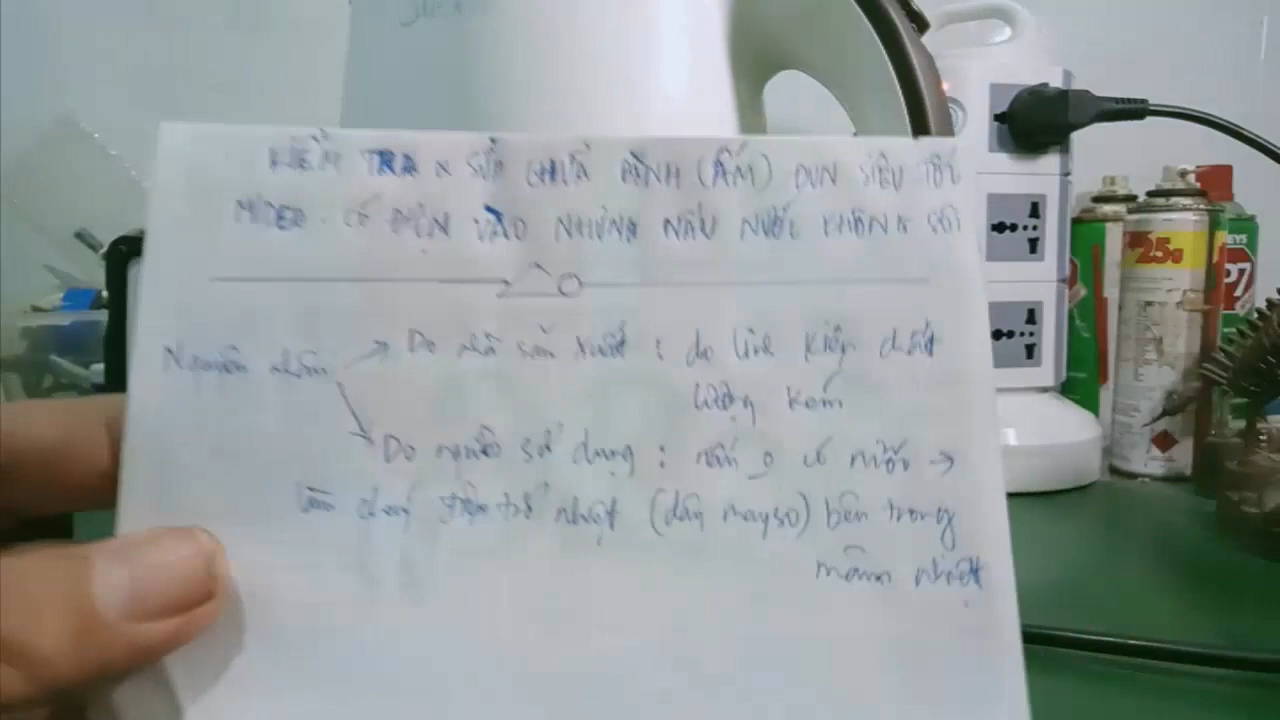 KIỂM TRA & SỬA CHỮA BÌNH (ẤM) ĐUN SIÊU TỐC
CÓ ĐIỆN VÀO NHƯNG NẤU NƯỚC KHÔNG SÔI
Nguyên nhân
Do nhà sản xuất : do linh kiện chất
lượng kém
Do người sử dụng : nấu có nước →
làm cháy điện trở nhiệt (dây mayso) bên trong
mâm nhiệt
25g
P7